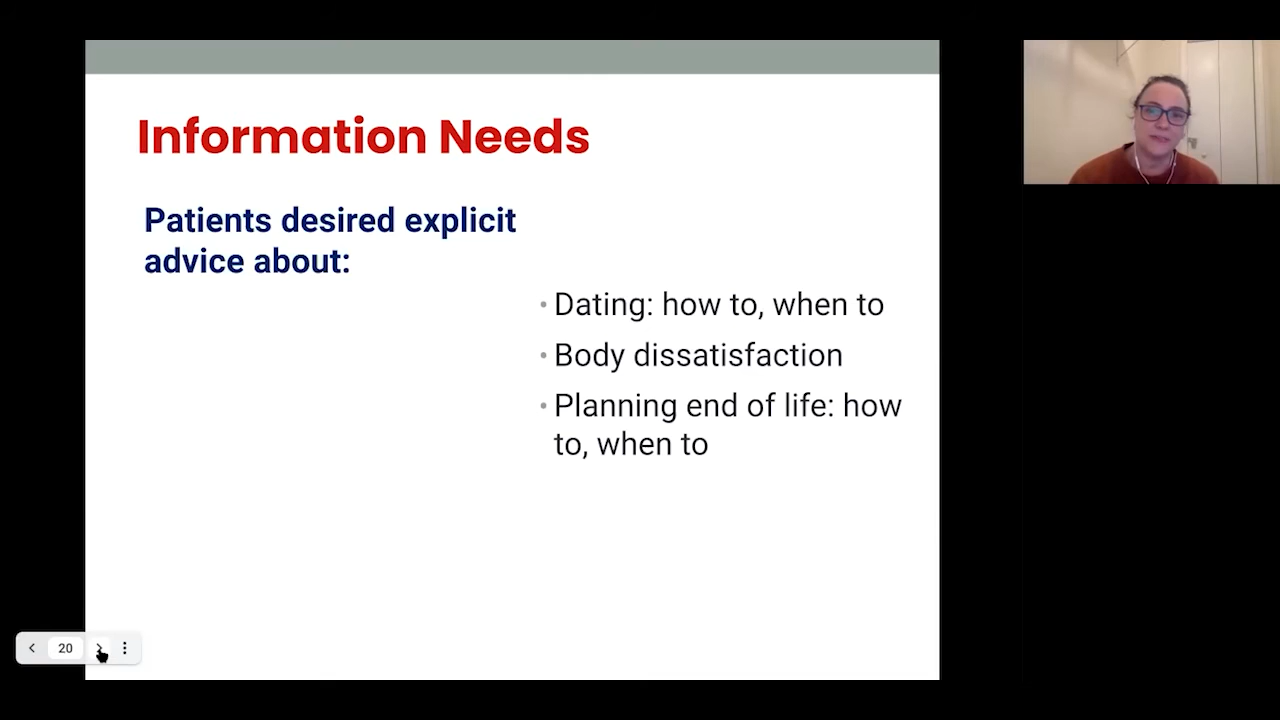 Information Needs
Patients desired explicit
advice about:
• Dating: how to, when to
• Body dissatisfaction
• Planning end of life: how
to, when to
20